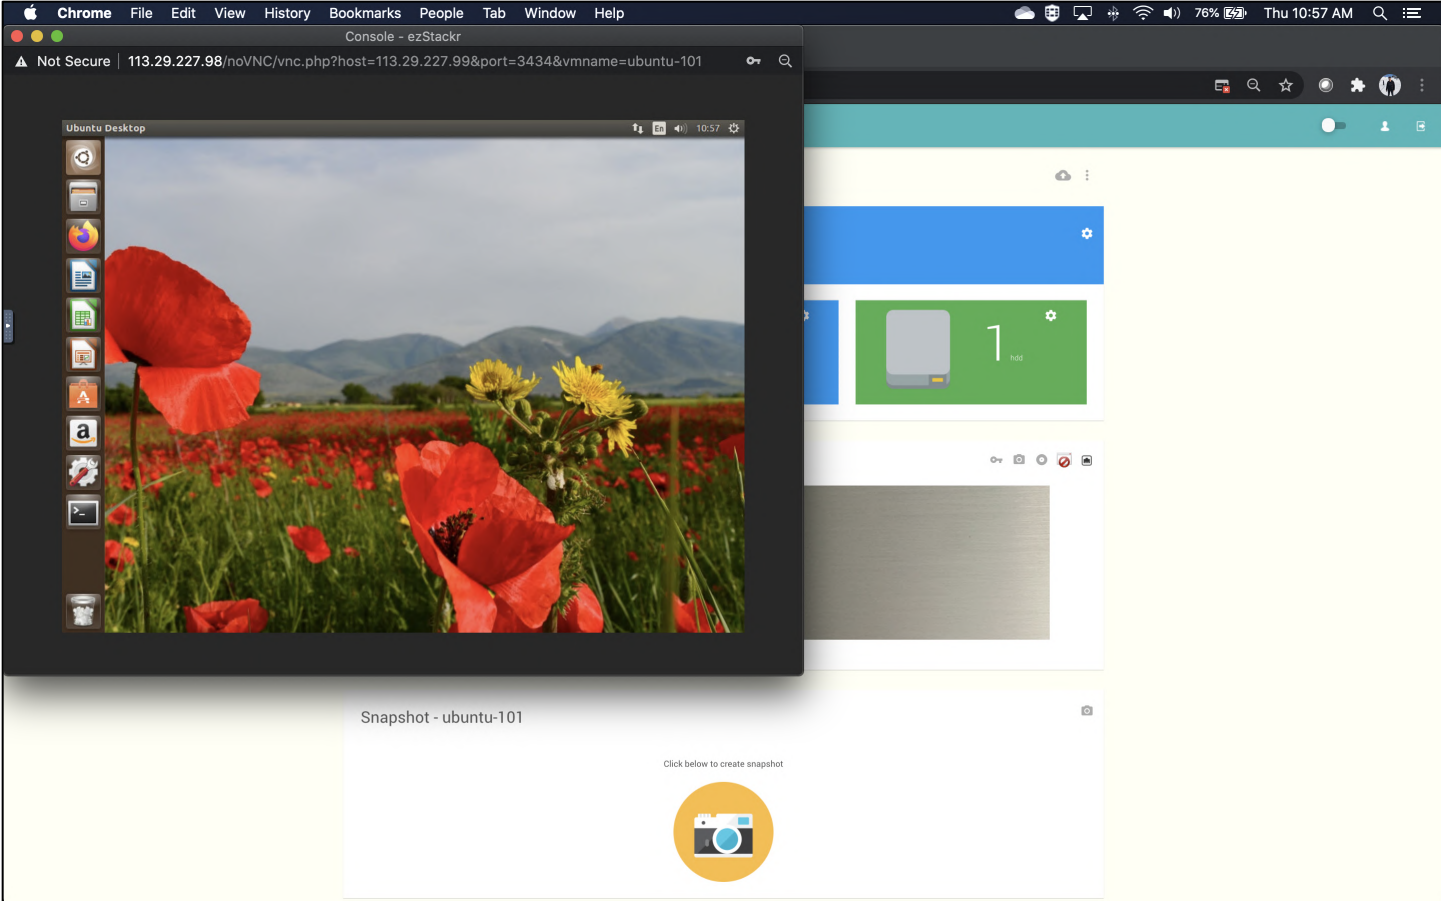 Chrome File Edit View History Bookmarks People Tab Window Help 76% Thu 10:57 AM
Console - ezStackr
Not Secure 113.29.227.98/noVNC/vnc.php?host=113.29.227.99&port=3434&vmname=ubuntu-101
Ubuntu Desktop En 10:57
1 hdd
Snapshot - ubuntu-101
Click below to create snapshot